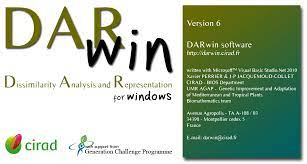 DARwin
Dissimilarity Analysis and Representation
for windows
cirad
with support from
Generation Challenge Programme
Version 6
DARwin software
http://darwin.cirad.fr
written with Microsoft™ Visual Basic Studio Net 2010
Xavier PERRIER & J-P JACQUEMOUD-COLLET
CIRAD - BIOS Department
UMR AGAP - Genetic Improvement and Adaptation
of Mediterranean and Tropical Plants
Biomathematics team
Avenue Agropolis - TA A-108 / 03
34398 - Montpellier cedex 5
France
E-mail: darwin@cirad.fr